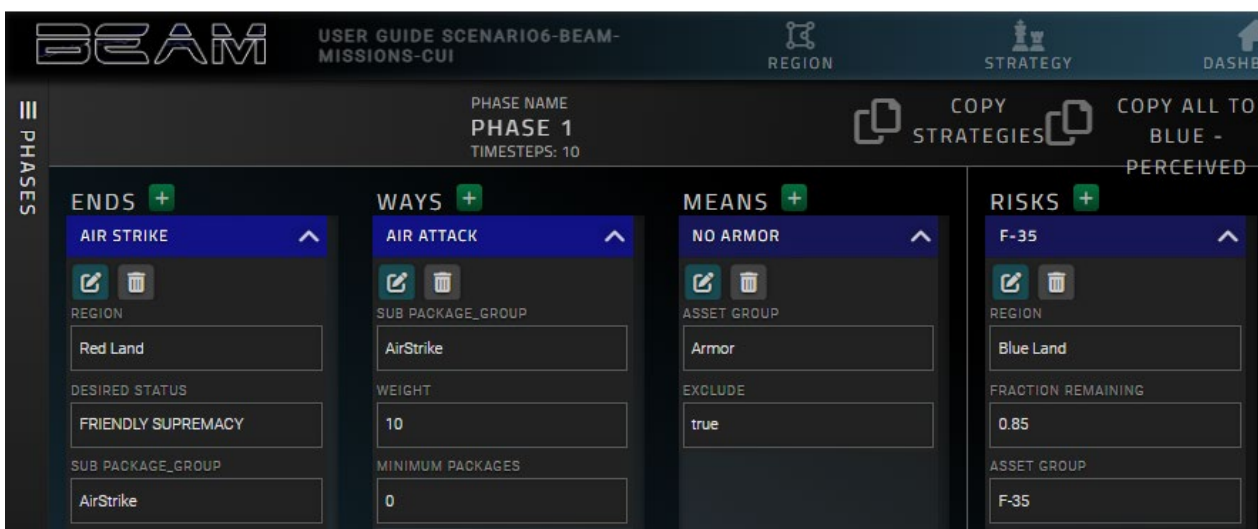 BEAM
USER GUIDE SCENARIO6-BEAM-
MISSIONS-CUI
REGION
STRATEGY
DASHB
PHASES
PHASE NAME
PHASE 1
TIMESTEPS: 10
COPY
STRATEGIES
COPY ALL TO
BLUE -
PERCEIVED
ENDS +
AIR STRIKE
REGION
Red Land
DESIRED STATUS
FRIENDLY SUPREMACY
SUB PACKAGE_GROUP
AirStrike
WAYS +
AIR ATTACK
SUB PACKAGE_GROUP
AirStrike
WEIGHT
10
MINIMUM PACKAGES
0
MEANS +
NO ARMOR
ASSET GROUP
Armor
EXCLUDE
true
RISKS +
F-35
REGION
Blue Land
FRACTION REMAINING
0.85
ASSET GROUP
F-35